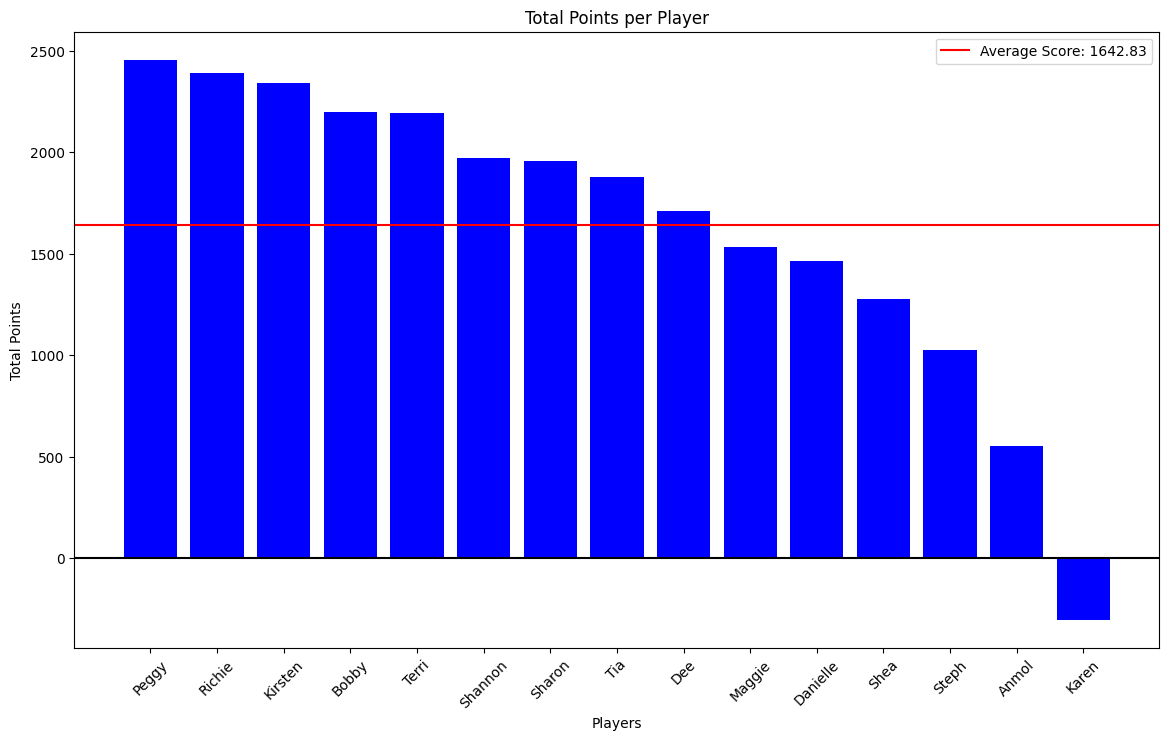 Total Points per Player
Average Score: 1642.83
2500
2000
1500
1000
500
0
Total Points
Peggy
Richie
Kirsten
Bobby
Terri
Shannon
Sharon
Tia
Dee
Maggie
Danielle
Shea
Steph
Anmol
Karen
Players